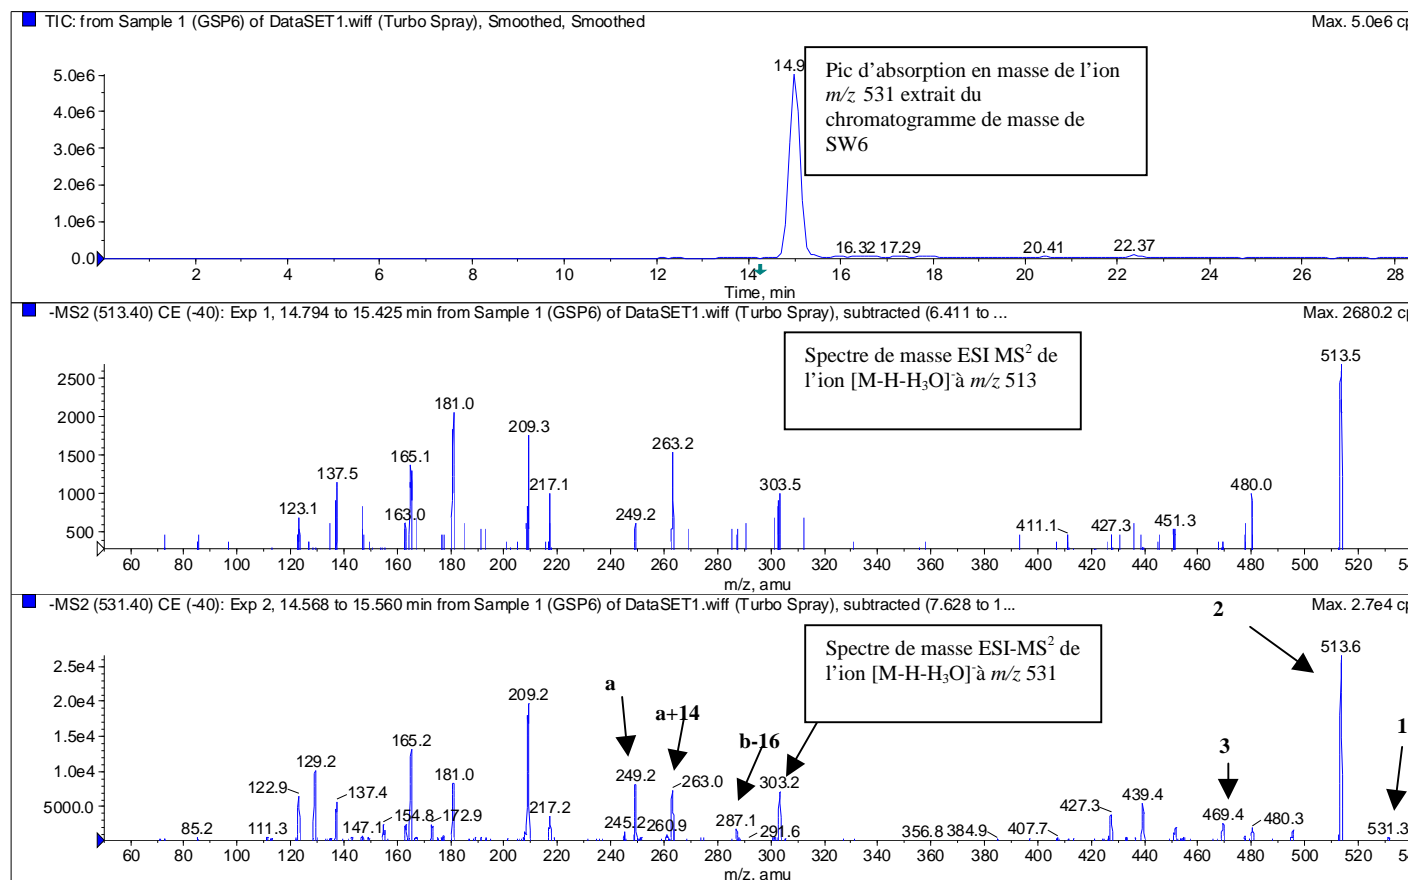 TIC: from Sample 1 (GSP6) of DataSET1.wiff (Turbo Spray), Smoothed, Smoothed Max. 5.0e6 cp
14.9
Pic d'absorption en masse de l'ion
m/z 531 extrait du
chromatogramme de masse de
SW6
5.0e6
4.0e6
3.0e6
2.0e6
1.0e6
0.0
16.32 17.29 20.41 22.37
2 4 6 8 10 12 14 16 18 20 22 24 26 28
Time, min
-MS2 (513.40) CE (-40): Exp 1, 14.794 to 15.425 min from Sample 1 (GSP6) of DataSET1.wiff (Turbo Spray), subtracted (6.411 to ... Max. 2680.2 cp
Spectre de masse ESI MS2 de
l'ion [M-H-H3O]-à m/z 513
2500
2000
1500
1000
500
123.1 137.5 163.0 165.1 181.0 209.3 217.1 249.2 263.2 303.5 411.1 427.3 451.3 480.0 513.5
60 80 100 120 140 160 180 200 220 240 260 280 300 320 340 360 380 400 420 440 460 480 500 520 54
m/z, amu
-MS2 (531.40) CE (-40): Exp 2, 14.568 to 15.560 min from Sample 1 (GSP6) of DataSET1.wiff (Turbo Spray), subtracted (7.628 to 1... Max. 2.7e4 cp
Spectre de masse ESI-MS2 de
l'ion [M-H-H3O]-à m/z 531
a
a+14
b-16
3
2
1
2.5e4
2.0e4
1.5e4
1.0e4
5000.0
85.2 111.3 122.9 129.2 137.4 147.1 154.8 165.2 172.9 181.0 209.2 217.2 245.2 249.2 260.9 263.0 287.1 291.6 303.2 356.8 384.9 407.7 427.3 439.4 469.4 480.3 513.6 531.3
60 80 100 120 140 160 180 200 220 240 260 280 300 320 340 360 380 400 420 440 460 480 500 520 54
m/z, amu